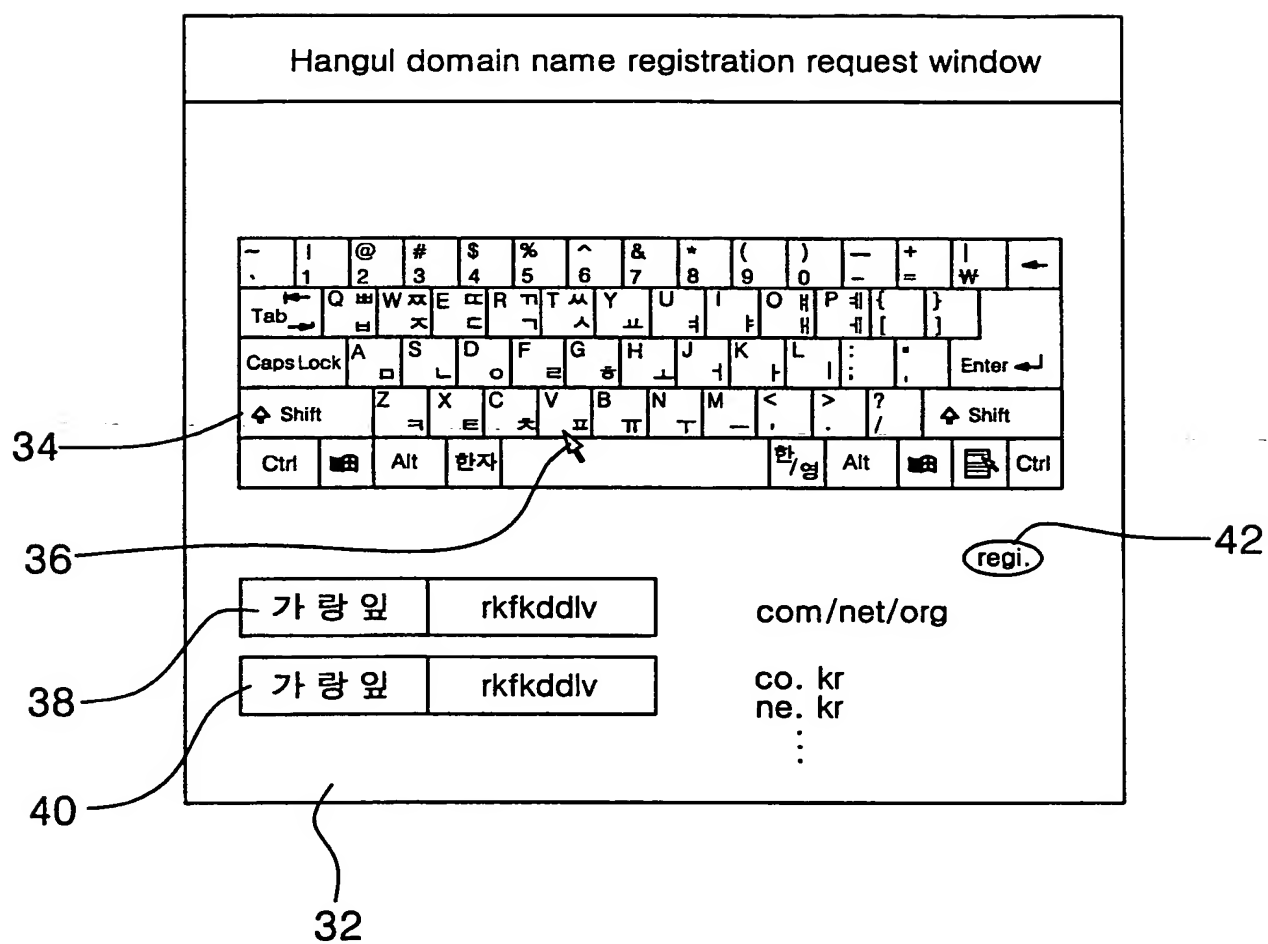 Hangul domain name registration request window
~ ! @ # $ % ^ & * ( ) — + |
` 1 2 3 4 5 6 7 8 9 0 – = ₩ ←
Tab Q ㅃ W ㅉ E ㄸ R ㄲ T ㅆ Y U I O ㅒ P ㅖ { }
ㅂ ㅈ ㄷ ㄱ ㅅ ㅛ ㅕ ㅑ ㅐ ㅔ [ ]
Caps Lock A S D F G H J K L : " Enter
ㅁ ㄴ ㅇ ㄹ ㅎ ㅗ ㅓ ㅏ ㅣ ; '
Shift Z X C V B N M < > ? Shift
ㅋ ㅌ ㅊ ㅍ ㅠ ㅜ ㅡ , . /
Ctrl Alt 한자 한/영 Alt Ctrl
34
36
regi. 42
38 가 랑 잎 rkfkddlv com/net/org
40 가 랑 잎 rkfkddlv co. kr
ne. kr
32